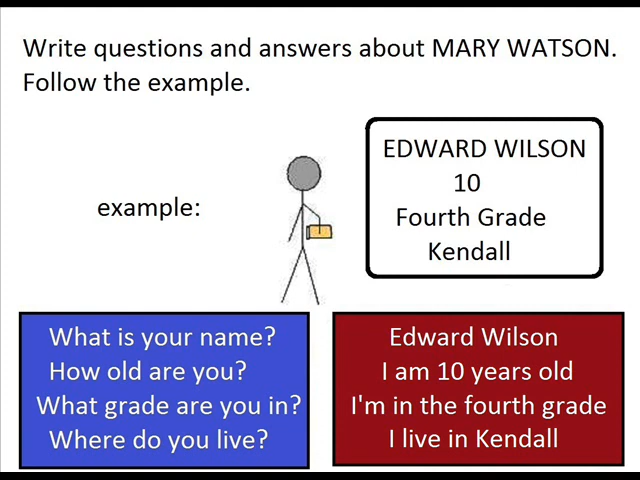 Write questions and answers about MARY WATSON.
Follow the example.
example:
EDWARD WILSON
10
Fourth Grade
Kendall
What is your name?
How old are you?
What grade are you in?
Where do you live?
Edward Wilson
I am 10 years old
I'm in the fourth grade
I live in Kendall